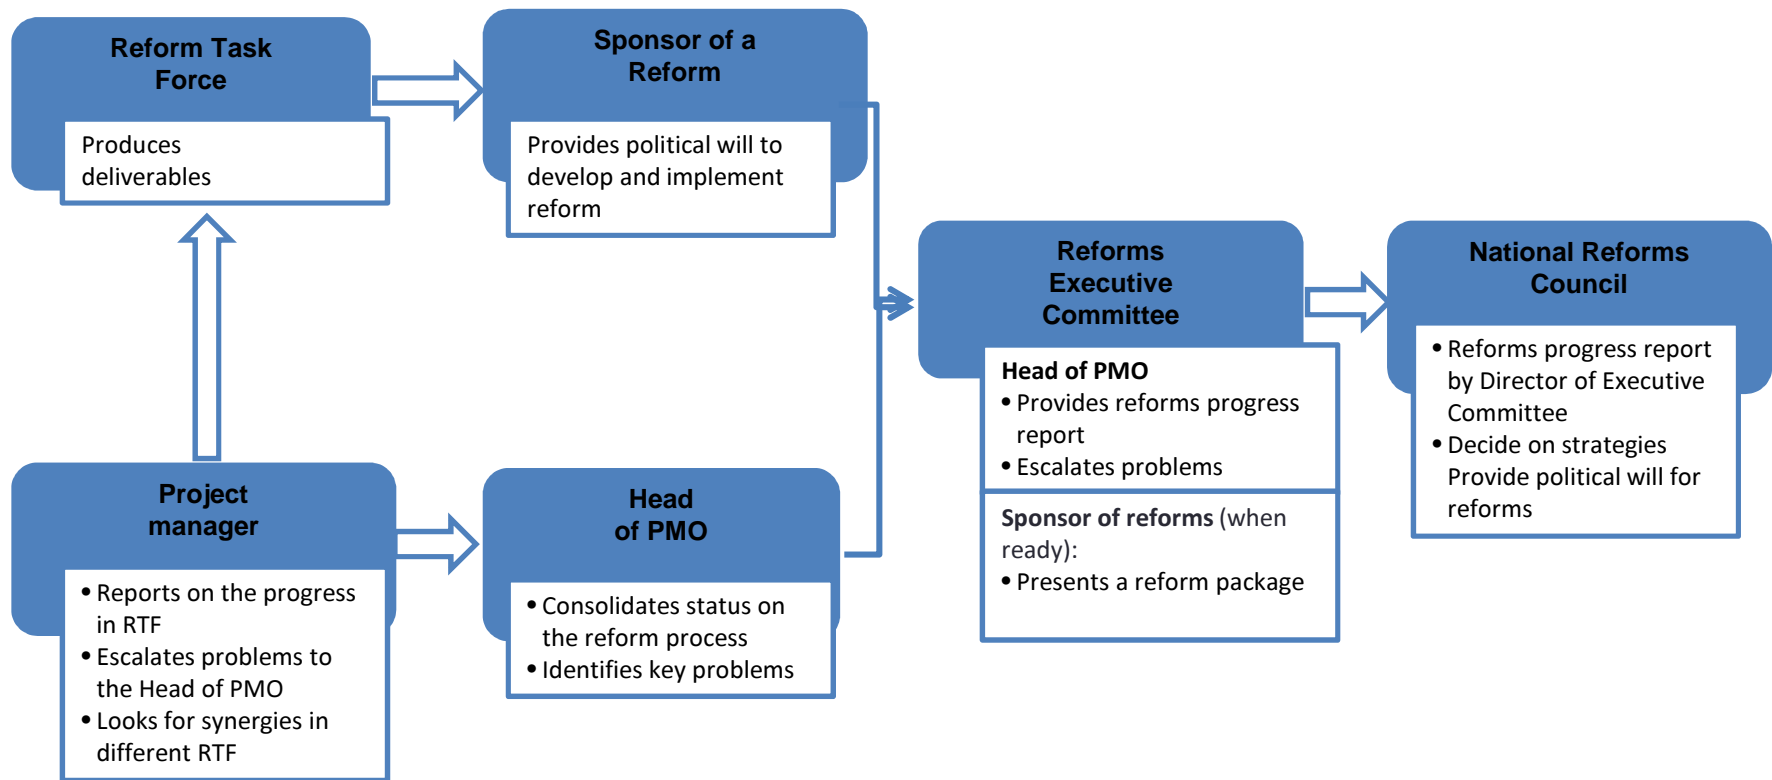 Reform Task
Force
Produces
deliverables
Sponsor of a
Reform
Provides political will to
develop and implement
reform
Project
manager
• Reports on the progress
in RTF
• Escalates problems to
the Head of PMO
• Looks for synergies in
different RTF
Head
of PMO
• Consolidates status on
the reform process
• Identifies key problems
Reforms
Executive
Committee
Head of PMO
• Provides reforms progress
report
• Escalates problems
Sponsor of reforms (when
ready):
• Presents a reform package
National Reforms
Council
• Reforms progress report
by Director of Executive
Committee
• Decide on strategies
Provide political will for
reforms